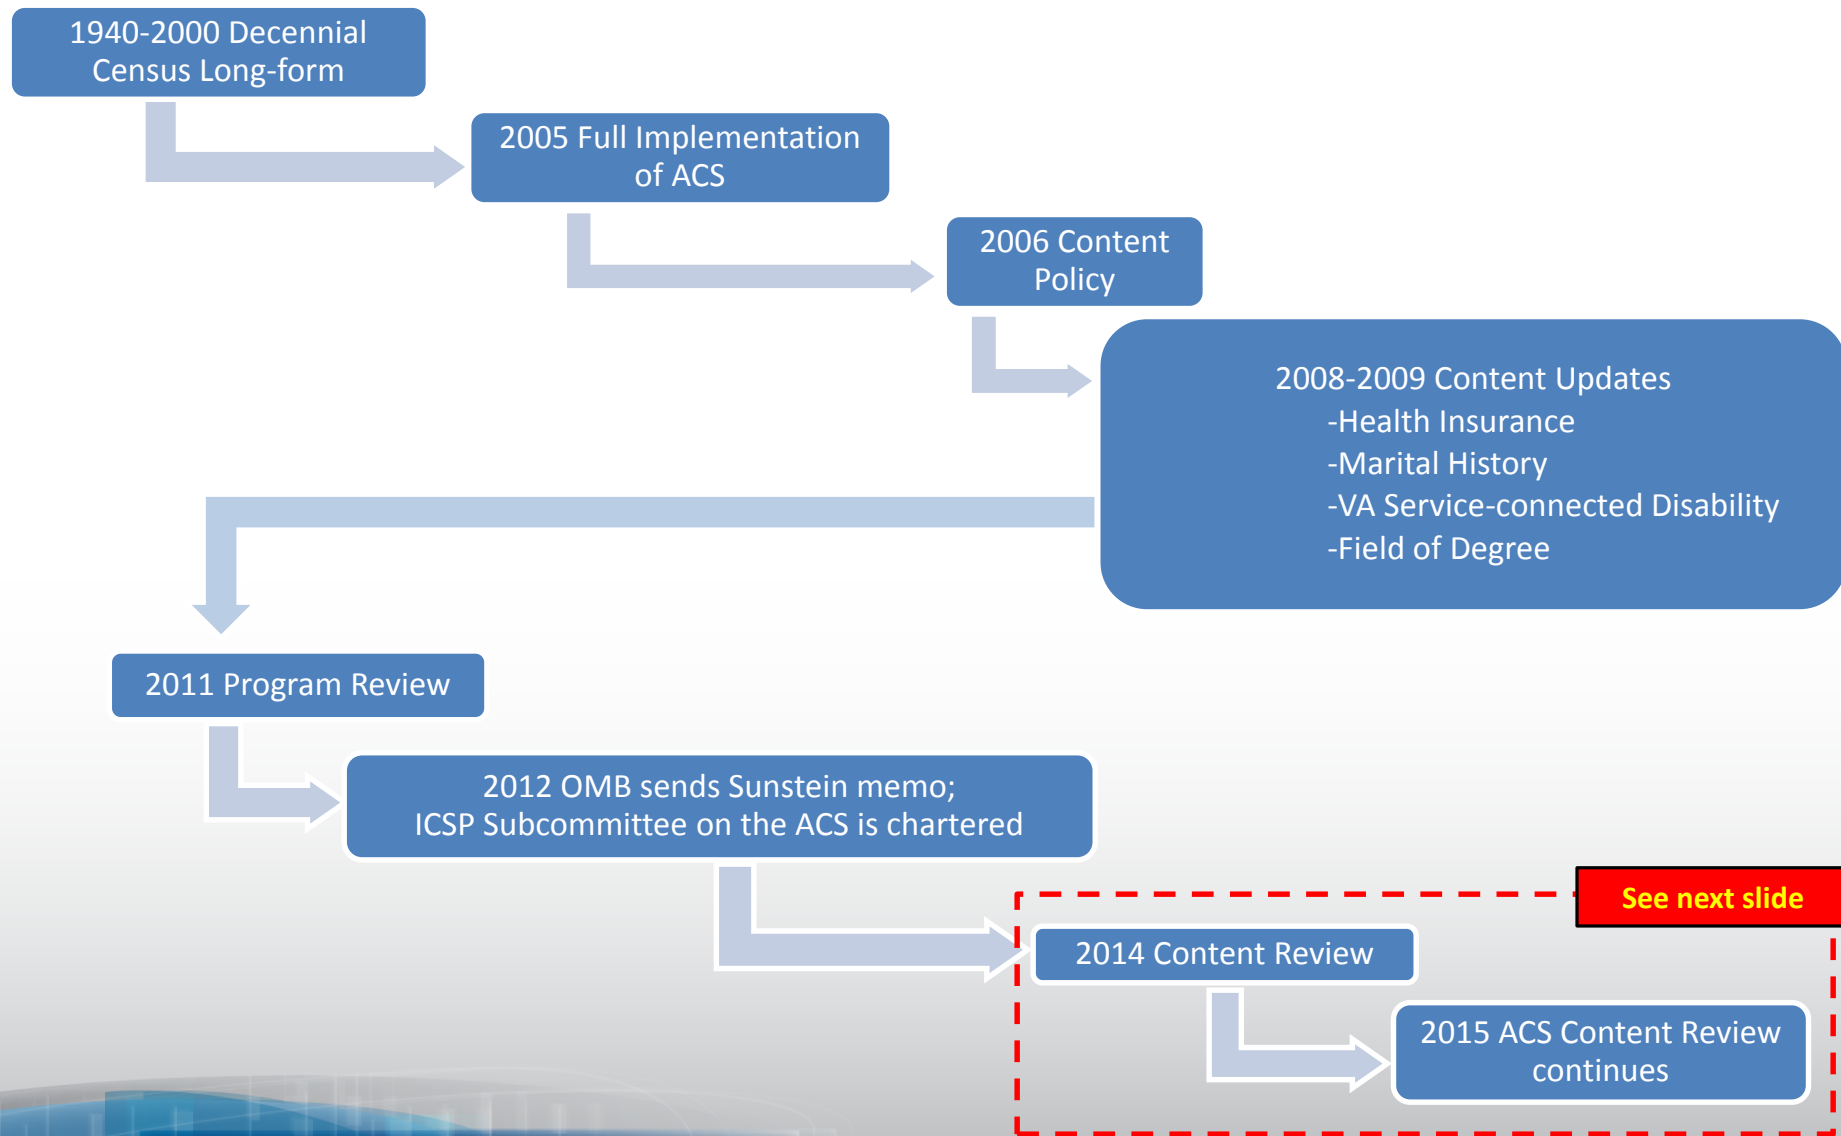 1940-2000 Decennial
Census Long-form
2005 Full Implementation
of ACS
2006 Content
Policy
2008-2009 Content Updates
-Health Insurance
-Marital History
-VA Service-connected Disability
-Field of Degree
2011 Program Review
2012 OMB sends Sunstein memo;
ICSP Subcommittee on the ACS is chartered
See next slide
2014 Content Review
2015 ACS Content Review
continues